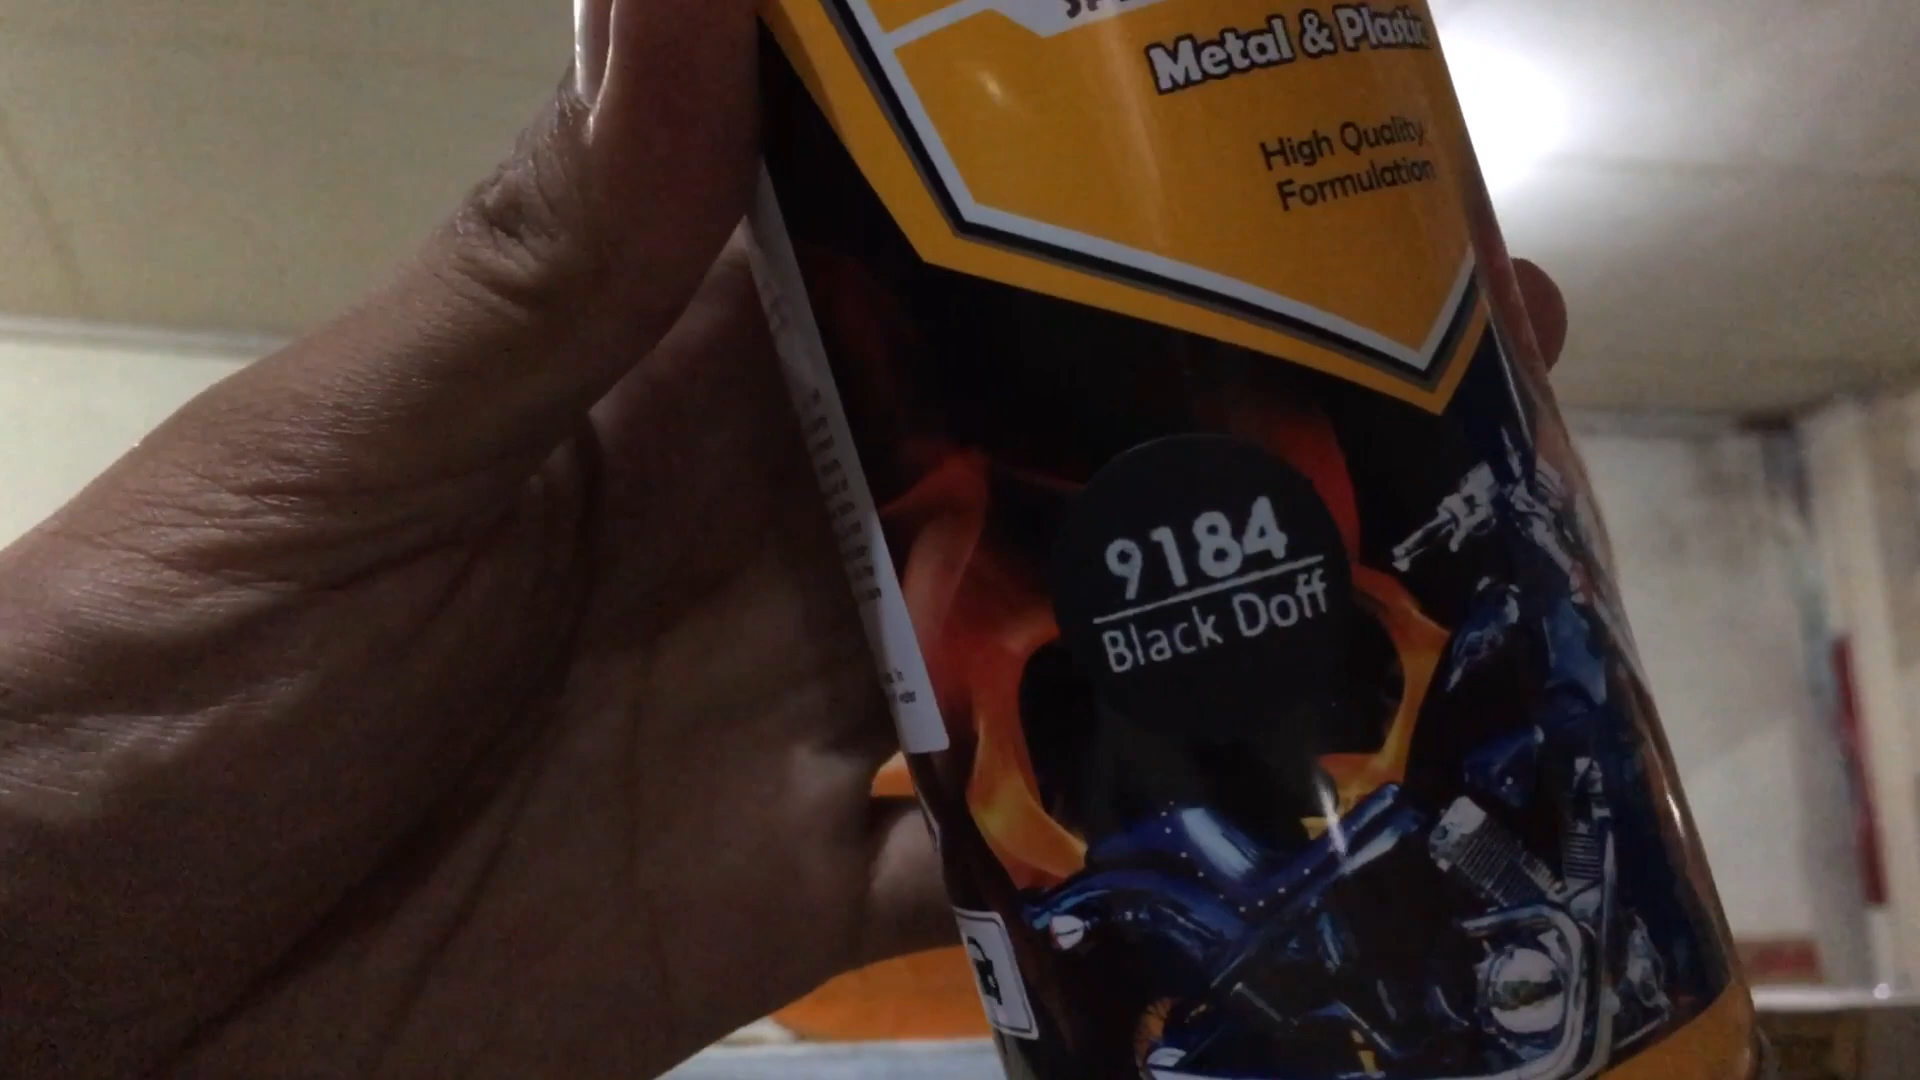 Metal & Plastic
High Quality
Formulation
9184
Black Doff